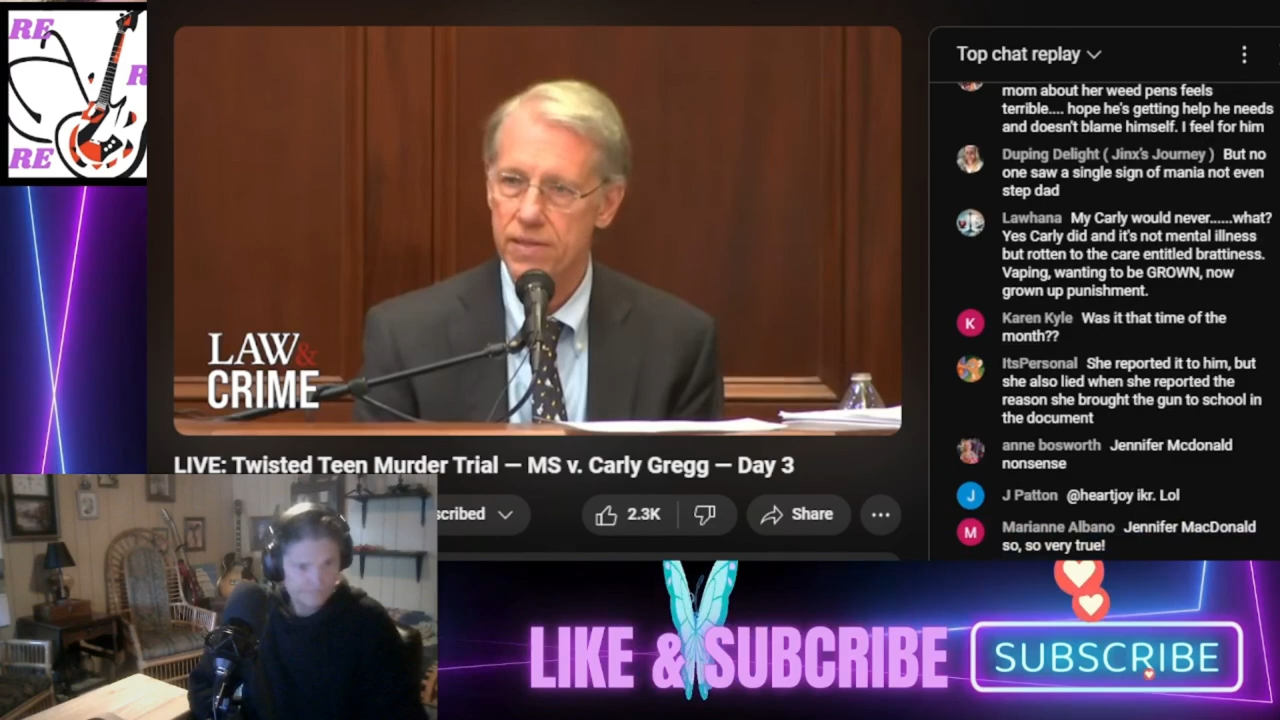 RE
R
RE
LAW&
CRIME
LIVE: Twisted Teen Murder Trial — MS v. Carly Gregg — Day 3
scribed
2.3K
Share
Top chat replay
mom about her weed pens feels
terrible.... hope he's getting help he needs
and doesn't blame himself. I feel for him
Duping Delight ( Jinx's Journey ) But no
one saw a single sign of mania not even
step dad
Lawhana My Carly would never......what?
Yes Carly did and it's not mental illness
but rotten to the care entitled brattiness.
Vaping, wanting to be GROWN, now
grown up punishment.
K
Karen Kyle Was it that time of the
month??
ItsPersonal She reported it to him, but
she also lied when she reported the
reason she brought the gun to school in
the document
anne bosworth Jennifer Mcdonald
nonsense
J
J Patton @heartjoy ikr. Lol
M
Marianne Albano Jennifer MacDonald
so, so very true!
LIKE & SUBCRIBE
SUBSCRIBE